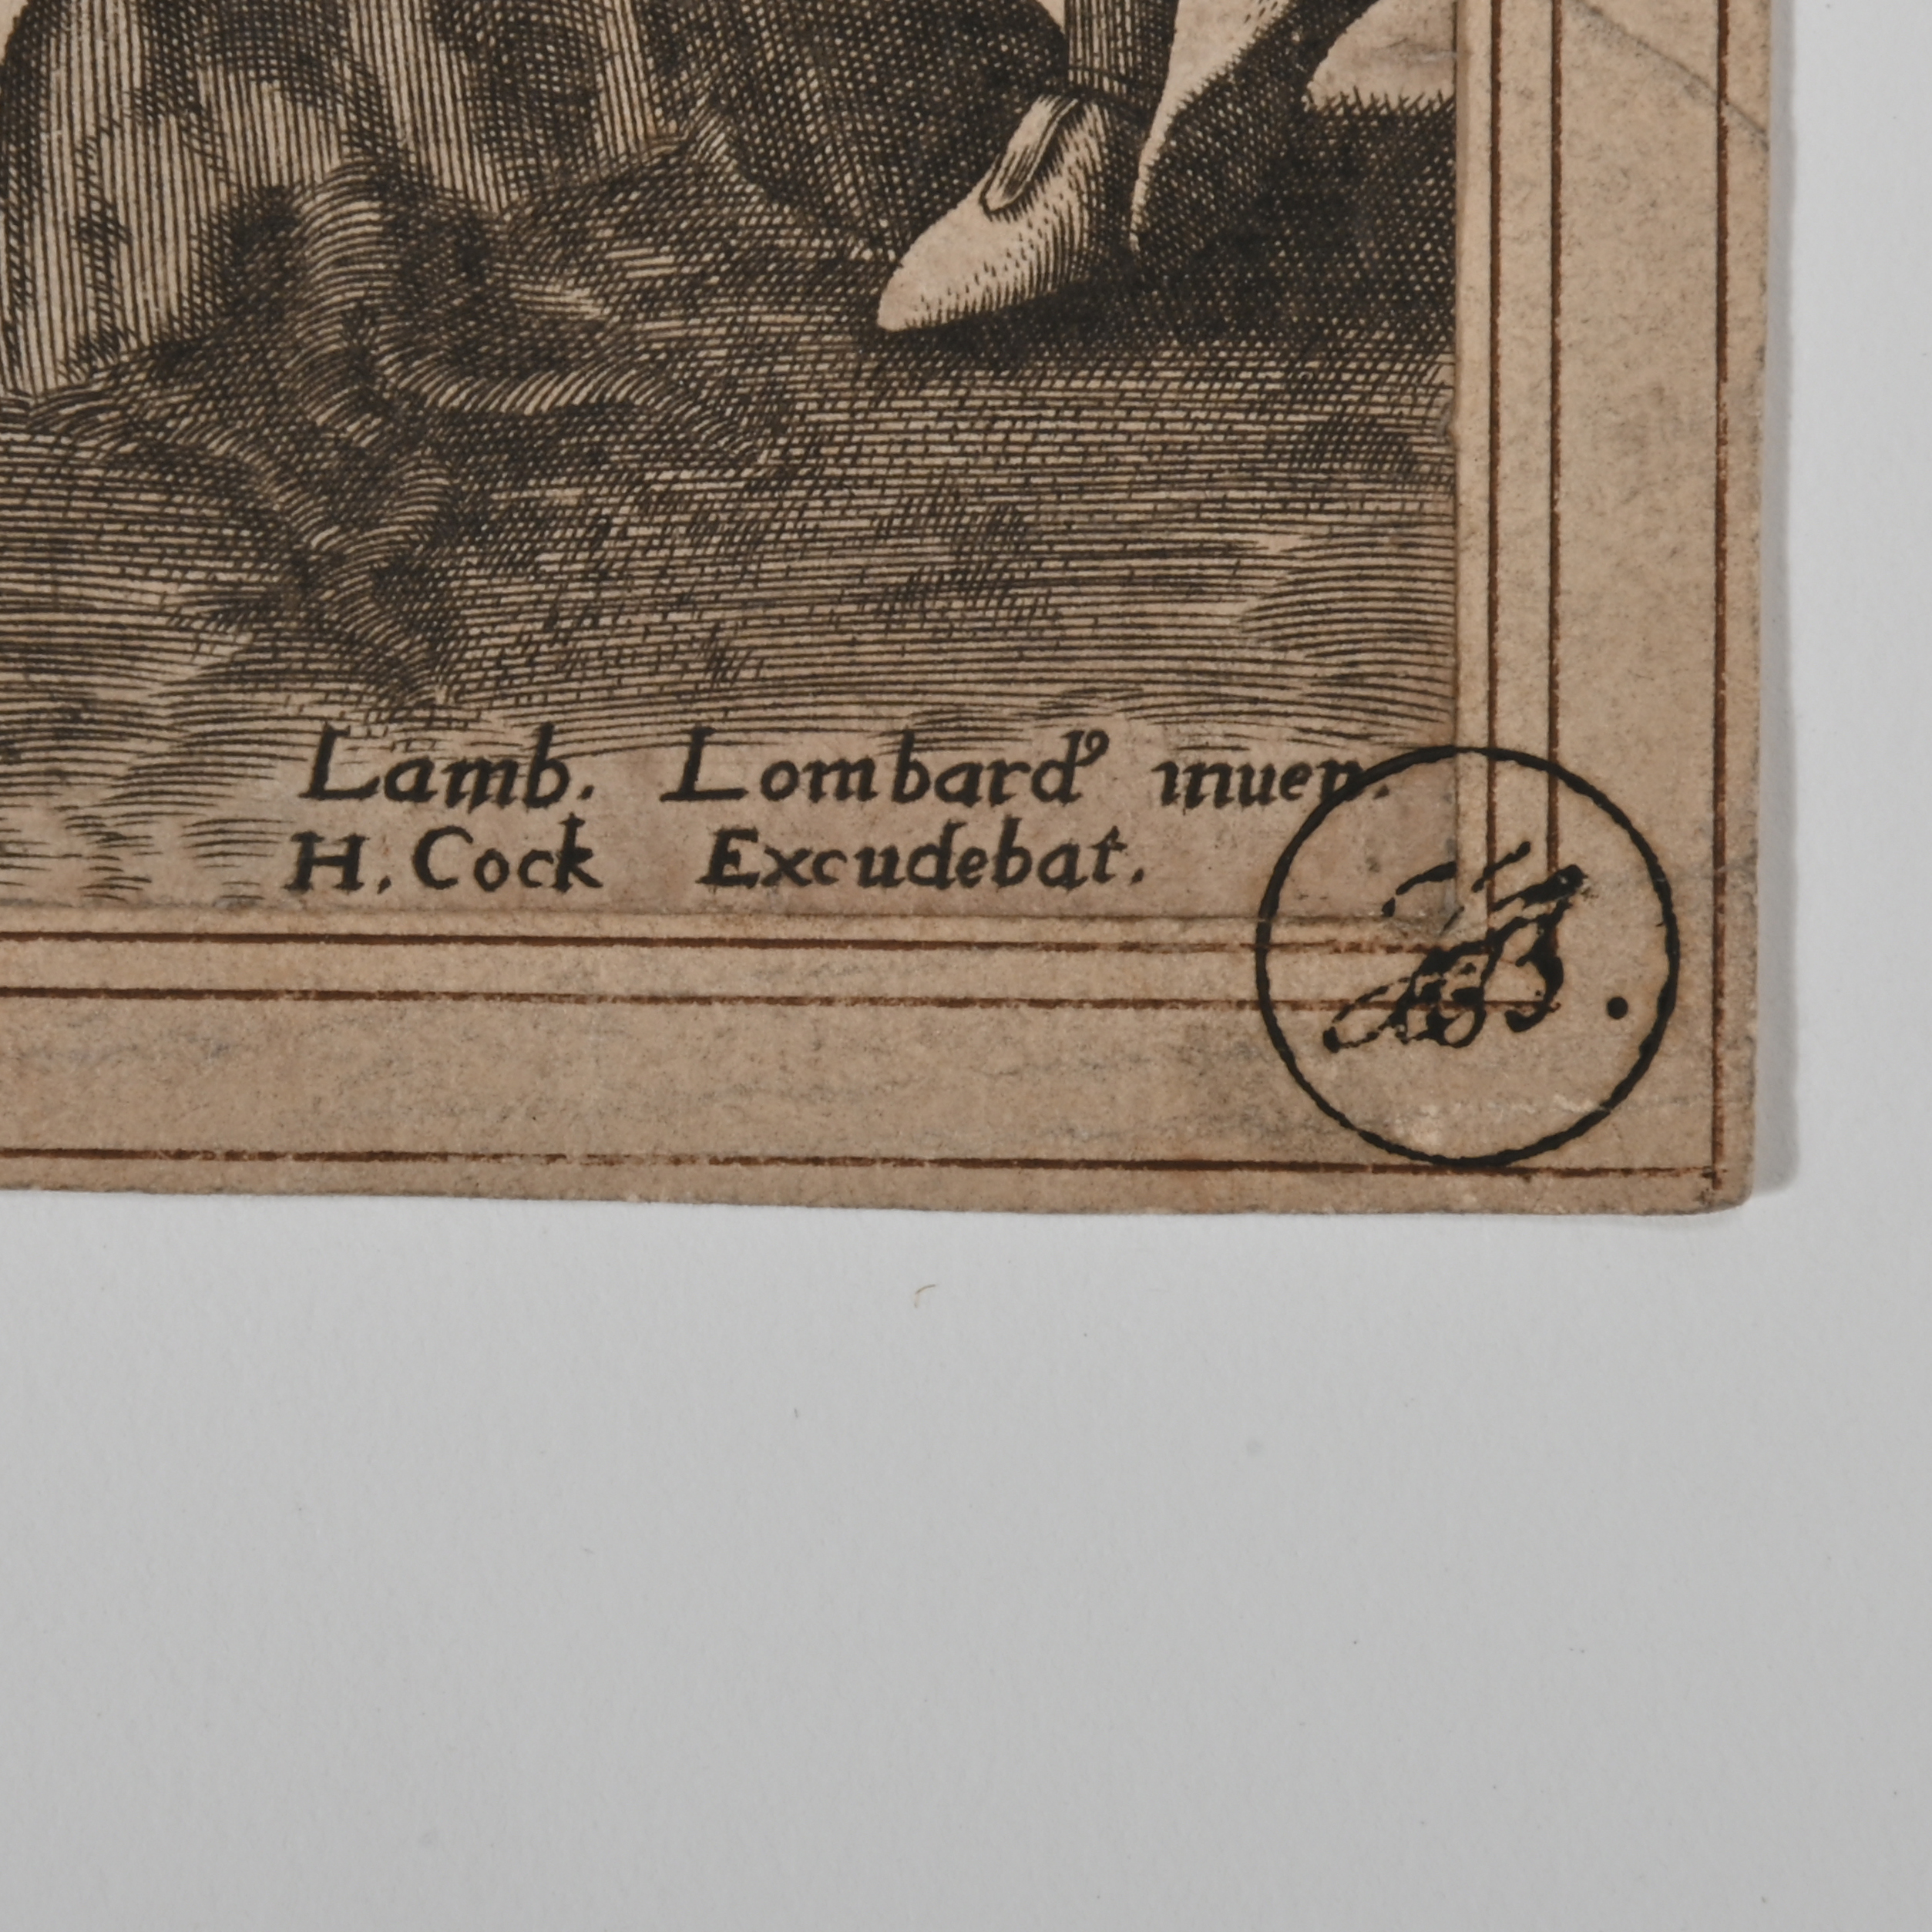 Lamb. Lombardꝰ inuen.
H. Cock Excudebat.